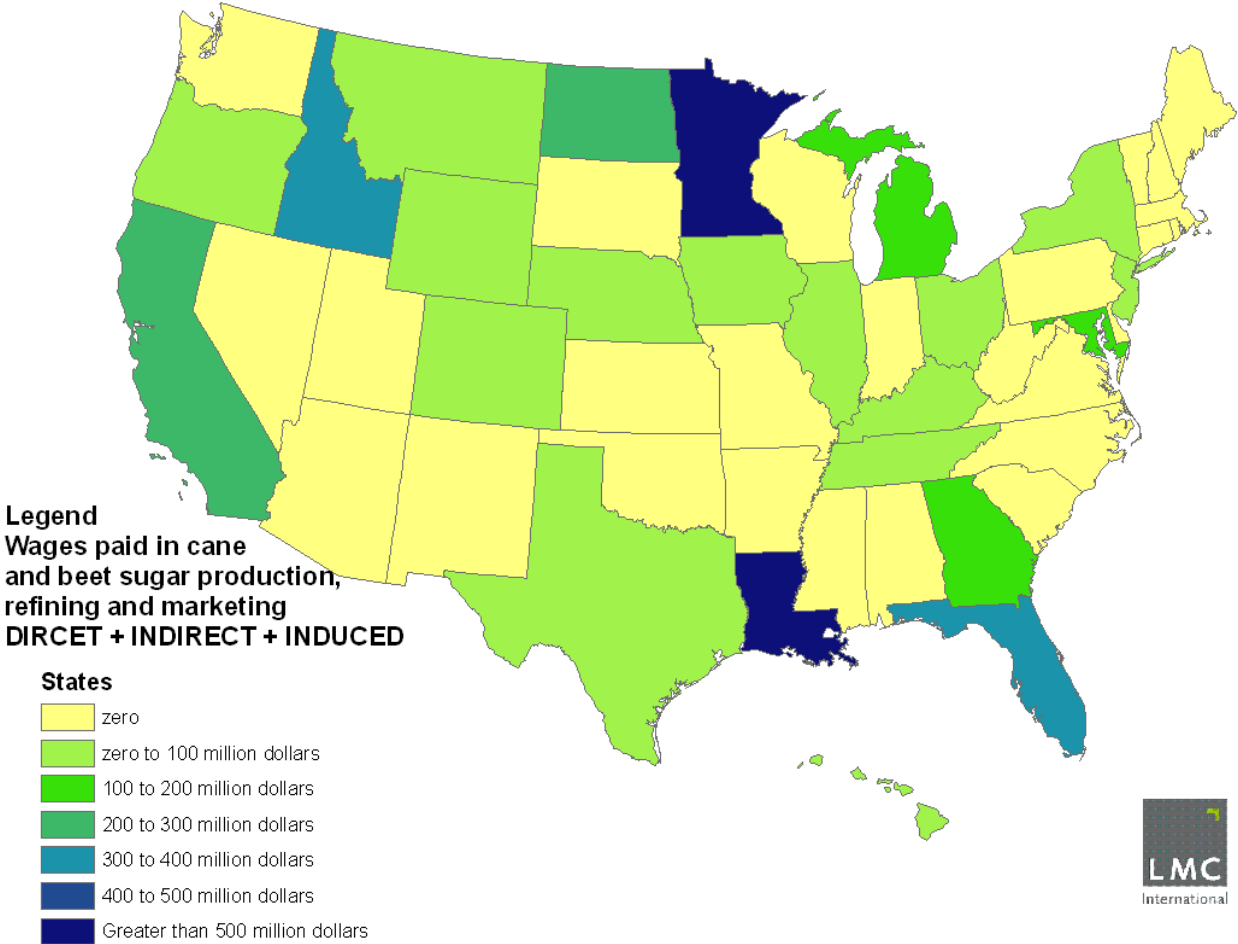 Legend
Wages paid in cane
and beet sugar production,
refining and marketing
DIRCET + INDIRECT + INDUCED
States
zero
zero to 100 million dollars
100 to 200 million dollars
200 to 300 million dollars
300 to 400 million dollars
400 to 500 million dollars
Greater than 500 million dollars
LMC
International